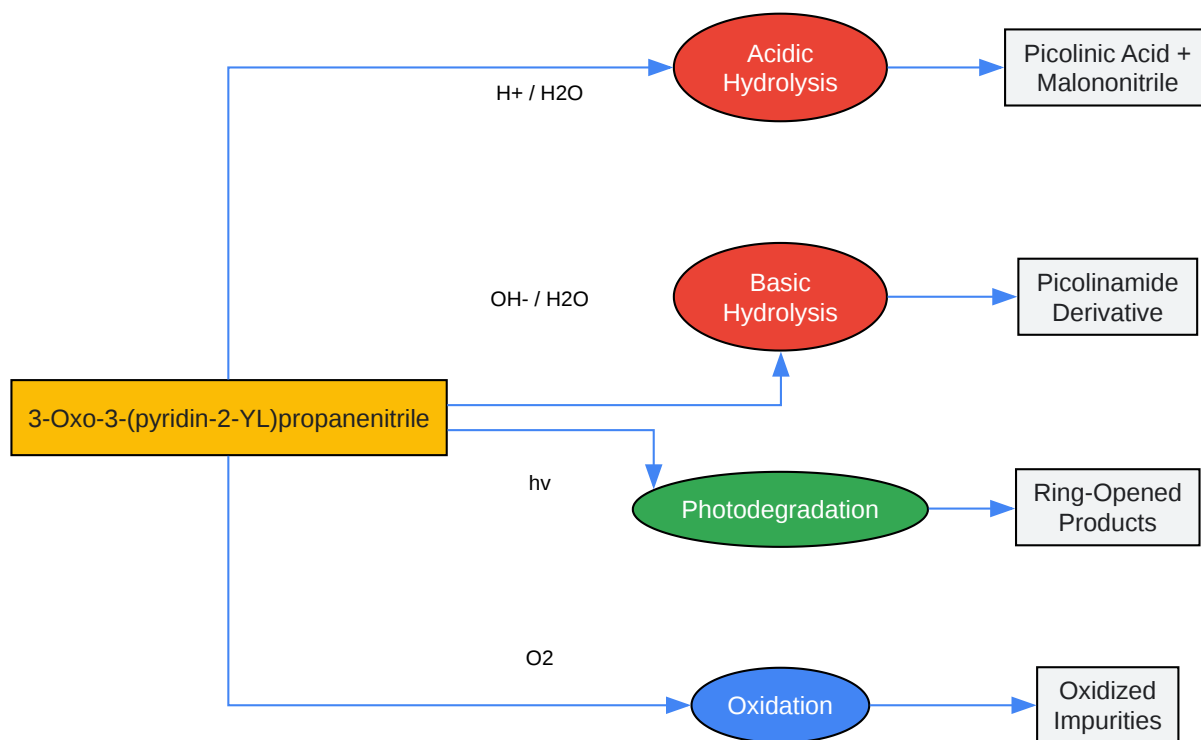 Acidic
Hydrolysis
Picolinic Acid +
Malononitrile
H+ / H2O
Basic
Hydrolysis
Picolinamide
Derivative
OH- / H2O
3-Oxo-3-(pyridin-2-YL)propanenitrile
hv
Photodegradation
Ring-Opened
Products
O2
Oxidation
Oxidized
Impurities